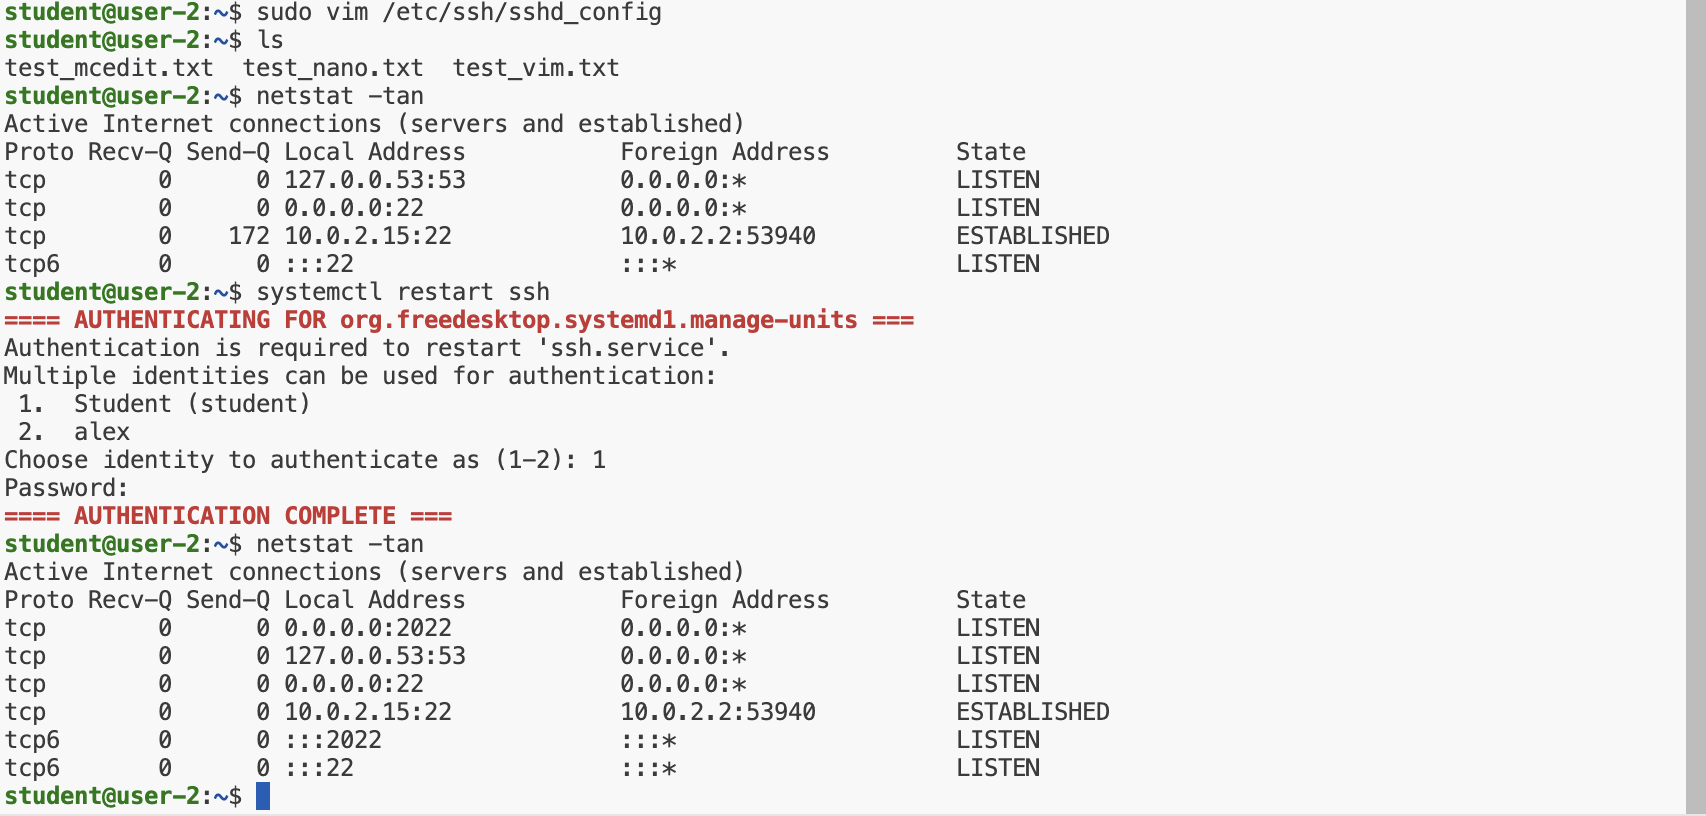 student@user-2:~$ sudo vim /etc/ssh/sshd_config
student@user-2:~$ ls
test_mcedit.txt  test_nano.txt  test_vim.txt
student@user-2:~$ netstat -tan
Active Internet connections (servers and established)
Proto Recv-Q Send-Q Local Address           Foreign Address         State
tcp        0      0 127.0.0.53:53           0.0.0.0:*               LISTEN
tcp        0      0 0.0.0.0:22              0.0.0.0:*               LISTEN
tcp        0    172 10.0.2.15:22            10.0.2.2:53940          ESTABLISHED
tcp6       0      0 :::22                   :::*                    LISTEN
student@user-2:~$ systemctl restart ssh
==== AUTHENTICATING FOR org.freedesktop.systemd1.manage-units ===
Authentication is required to restart 'ssh.service'.
Multiple identities can be used for authentication:
 1.  Student (student)
 2.  alex
Choose identity to authenticate as (1-2): 1
Password:
==== AUTHENTICATION COMPLETE ===
student@user-2:~$ netstat -tan
Active Internet connections (servers and established)
Proto Recv-Q Send-Q Local Address           Foreign Address         State
tcp        0      0 0.0.0.0:2022            0.0.0.0:*               LISTEN
tcp        0      0 127.0.0.53:53           0.0.0.0:*               LISTEN
tcp        0      0 0.0.0.0:22              0.0.0.0:*               LISTEN
tcp        0      0 10.0.2.15:22            10.0.2.2:53940          ESTABLISHED
tcp6       0      0 :::2022                 :::*                    LISTEN
tcp6       0      0 :::22                   :::*                    LISTEN
student@user-2:~$